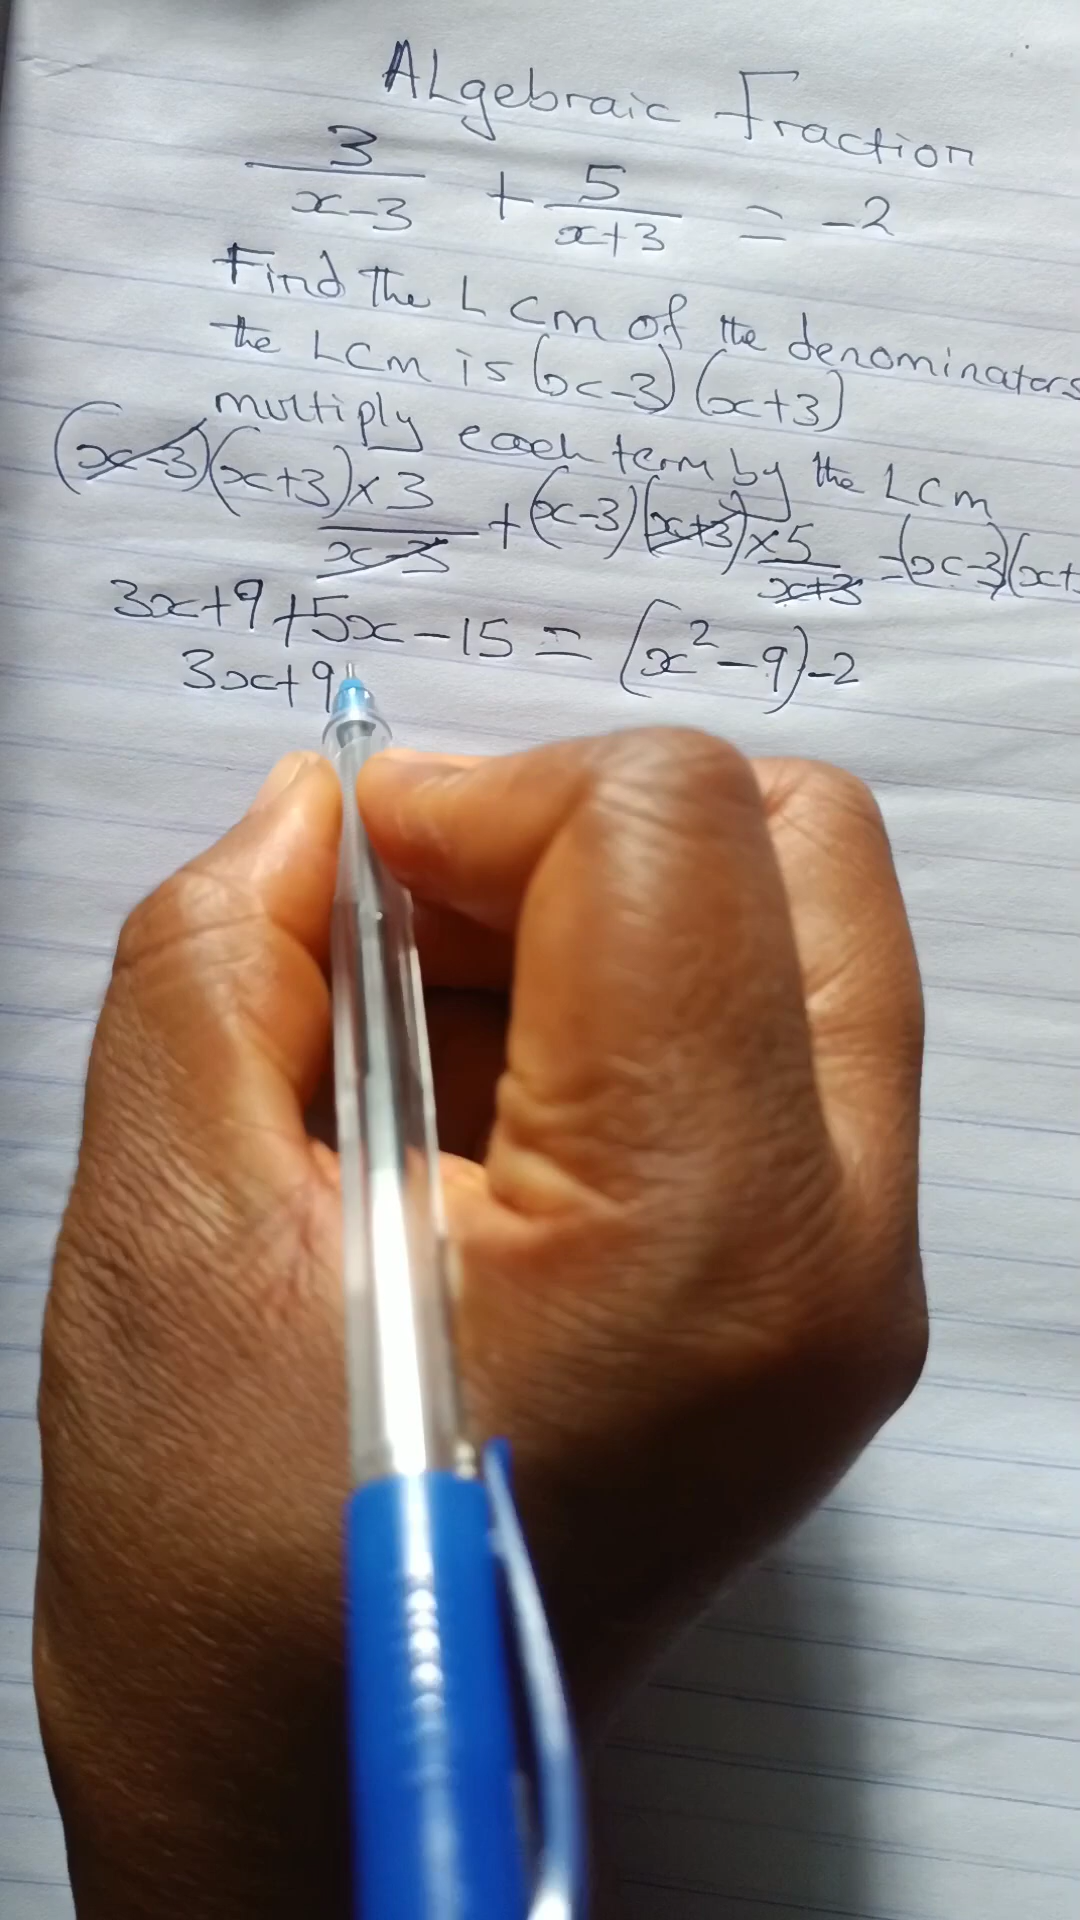 ALgebraic Fraction
3/(x-3) + 5/(x+3) = -2
Find the LCm of the denominators
the LCm is (x-3)(x+3)
multiply each term by the LCm
(x-3)(x+3) × 3/(x-3) + (x-3)(x+3) × 5/(x+3) = (x-3)(x+
3x+9+5x-15 = (x²-9)-2
3x+9